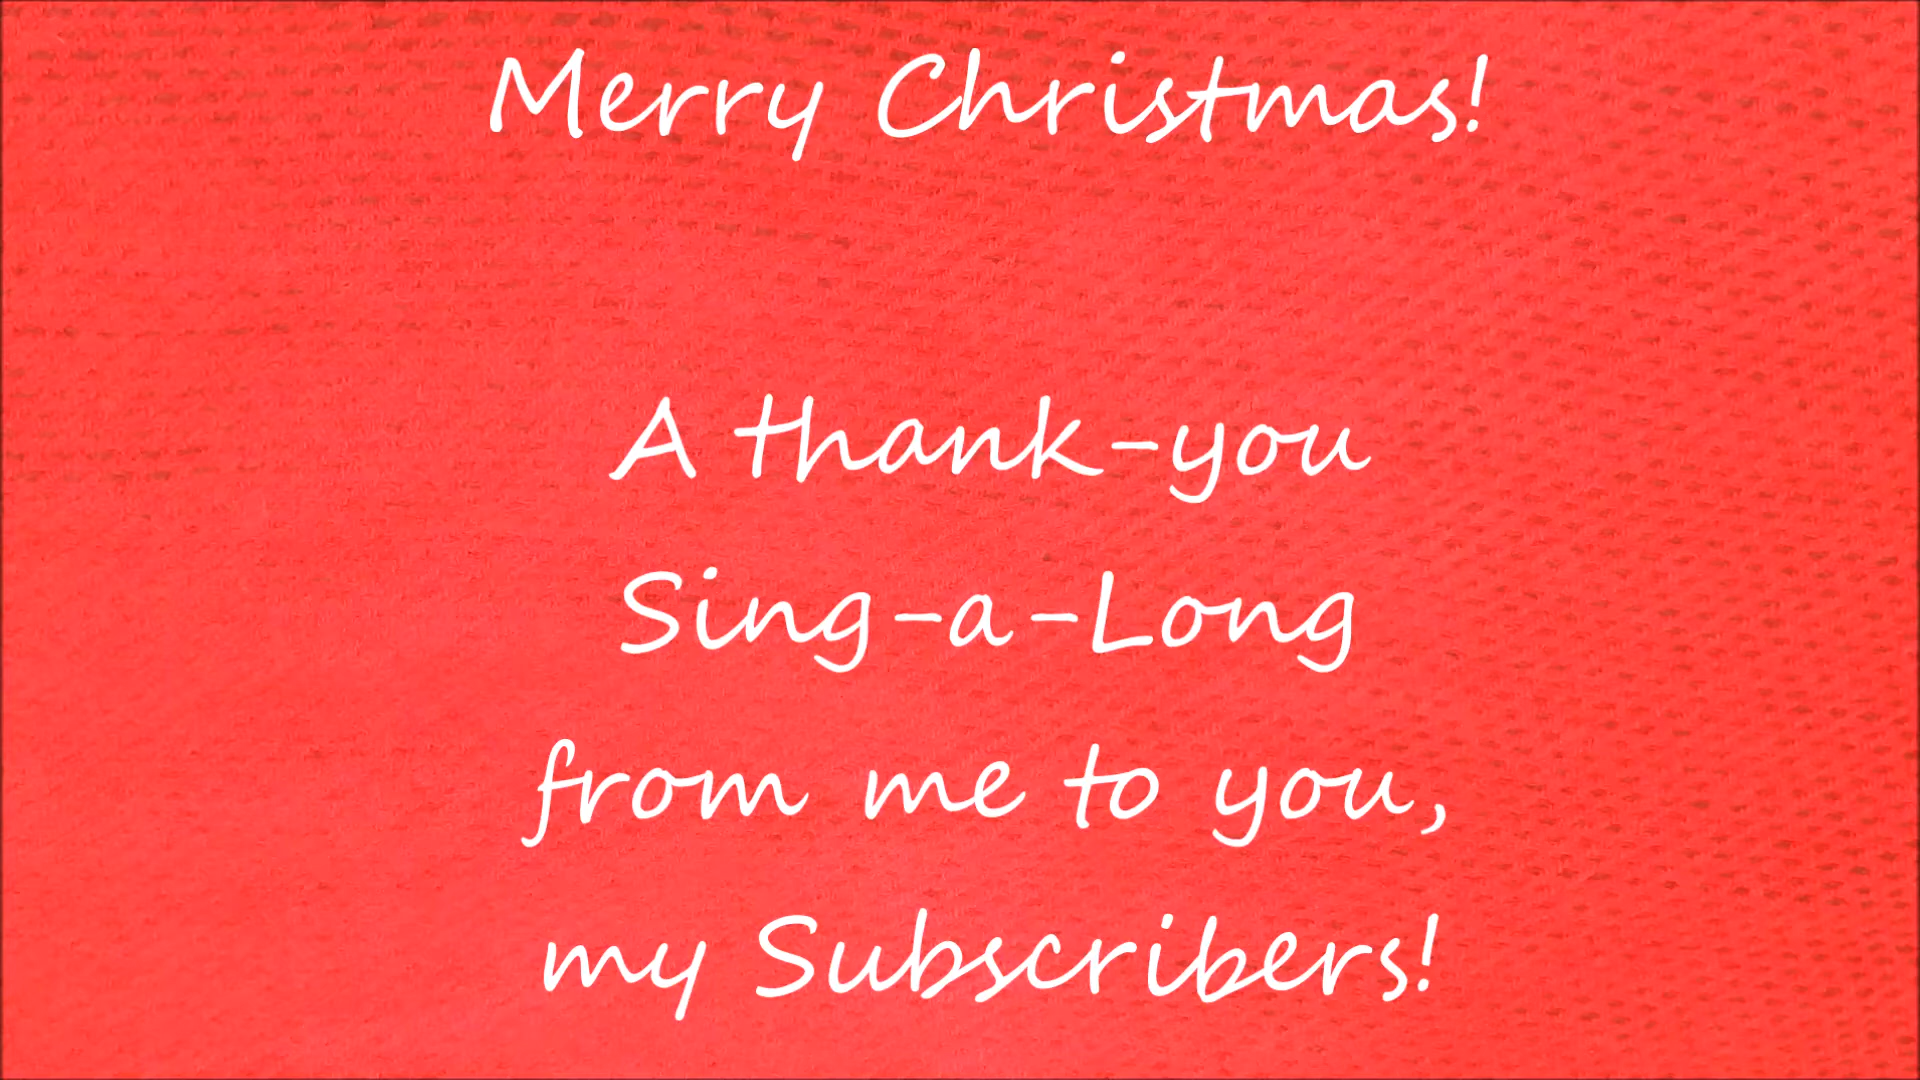 Merry Christmas!
A thank-you
Sing-a-Long
from me to you,
my Subscribers!